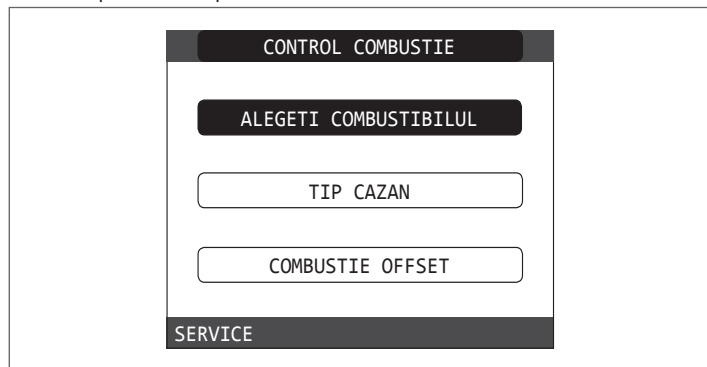 CONTROL COMBUSTIE
ALEGETI COMBUSTIBILUL
TIP CAZAN
COMBUSTIE OFFSET
SERVICE